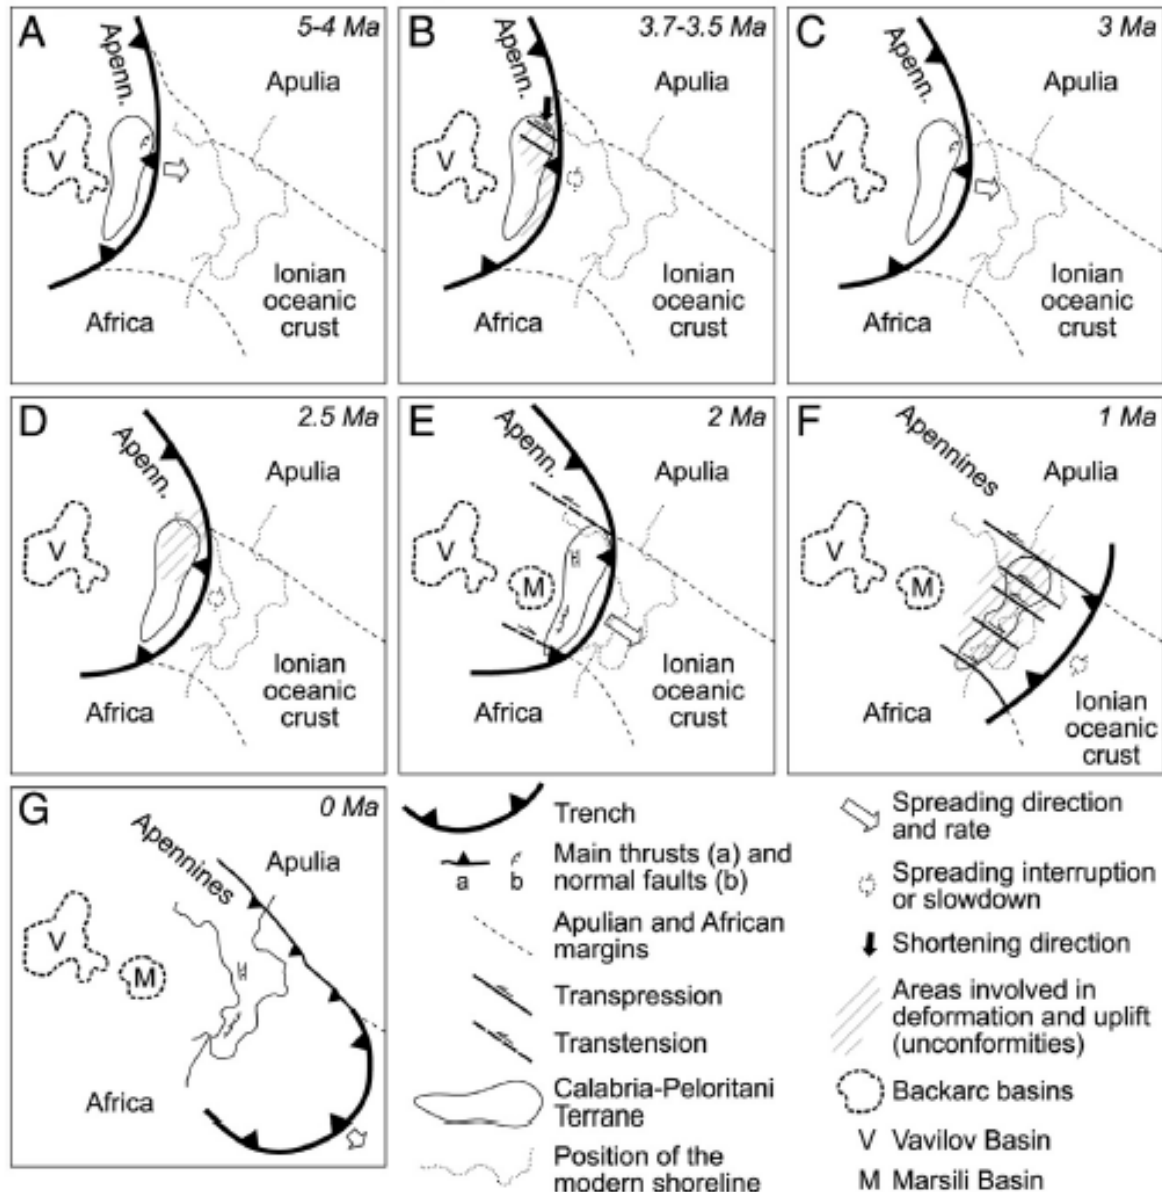 A
5-4 Ma
Apenn.
Apulia
V
Africa
Ionian
oceanic
crust
B
3.7-3.5 Ma
Apenn.
Apulia
V
Africa
Ionian
oceanic
crust
C
3 Ma
Apenn.
Apulia
V
Africa
Ionian
oceanic
crust
D
2.5 Ma
Apenn.
Apulia
V
Africa
Ionian
oceanic
crust
E
2 Ma
Apenn.
Apulia
V
M
Africa
Ionian
oceanic
crust
F
1 Ma
Apennines
Apulia
V
M
Africa
Ionian
oceanic
crust
G
0 Ma
Apennines
Apulia
V
M
Africa
Trench
Main thrusts (a) and
normal faults (b)
a b
Apulian and African
margins
Transpression
Transtension
Calabria-Peloritani
Terrane
Position of the
modern shoreline
Spreading direction
and rate
Spreading interruption
or slowdown
Shortening direction
Areas involved in
deformation and uplift
(unconformities)
Backarc basins
V Vavilov Basin
M Marsili Basin